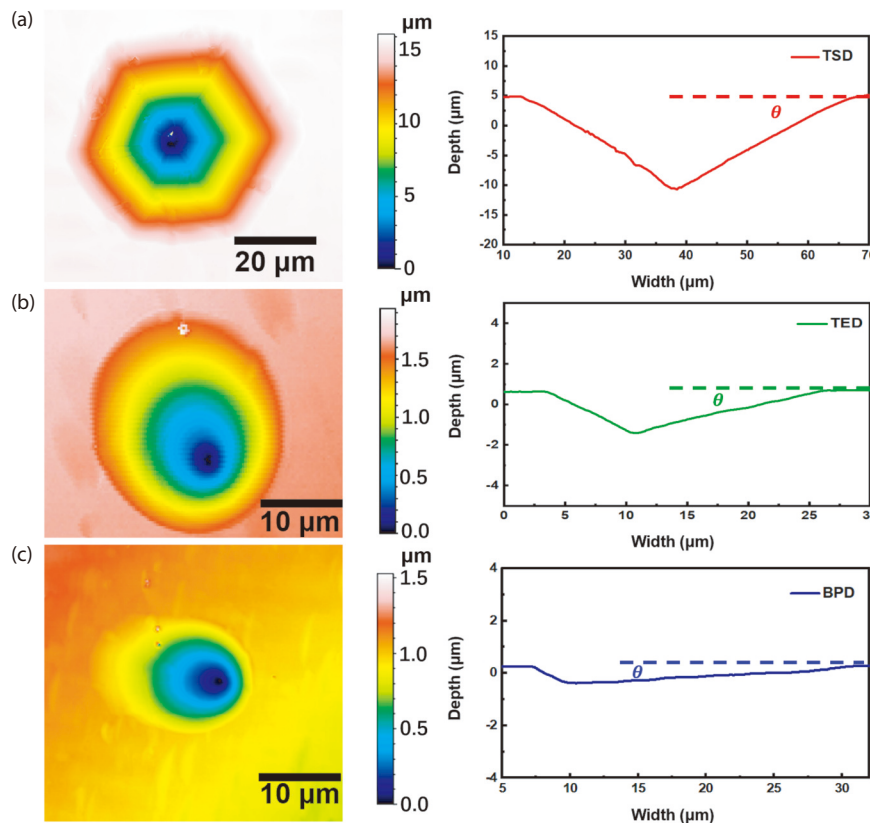 (a)
µm
10
5
0
20 µm
15
10
5
0
-5
-10
-15
-20
Depth (µm)
TSD
θ
10 20 30 40 50 60 70
Width (µm)
(b)
µm
1.5
1.0
0.5
0.0
10 µm
4
2
0
-2
-4
Depth (µm)
TED
θ
0 5 10 15 20 25 30
Width (µm)
(c)
µm
1.5
1.0
0.5
0.0
10 µm
4
2
0
-2
-4
Depth (µm)
BPD
θ
5 10 15 20 25 30
Width (µm)